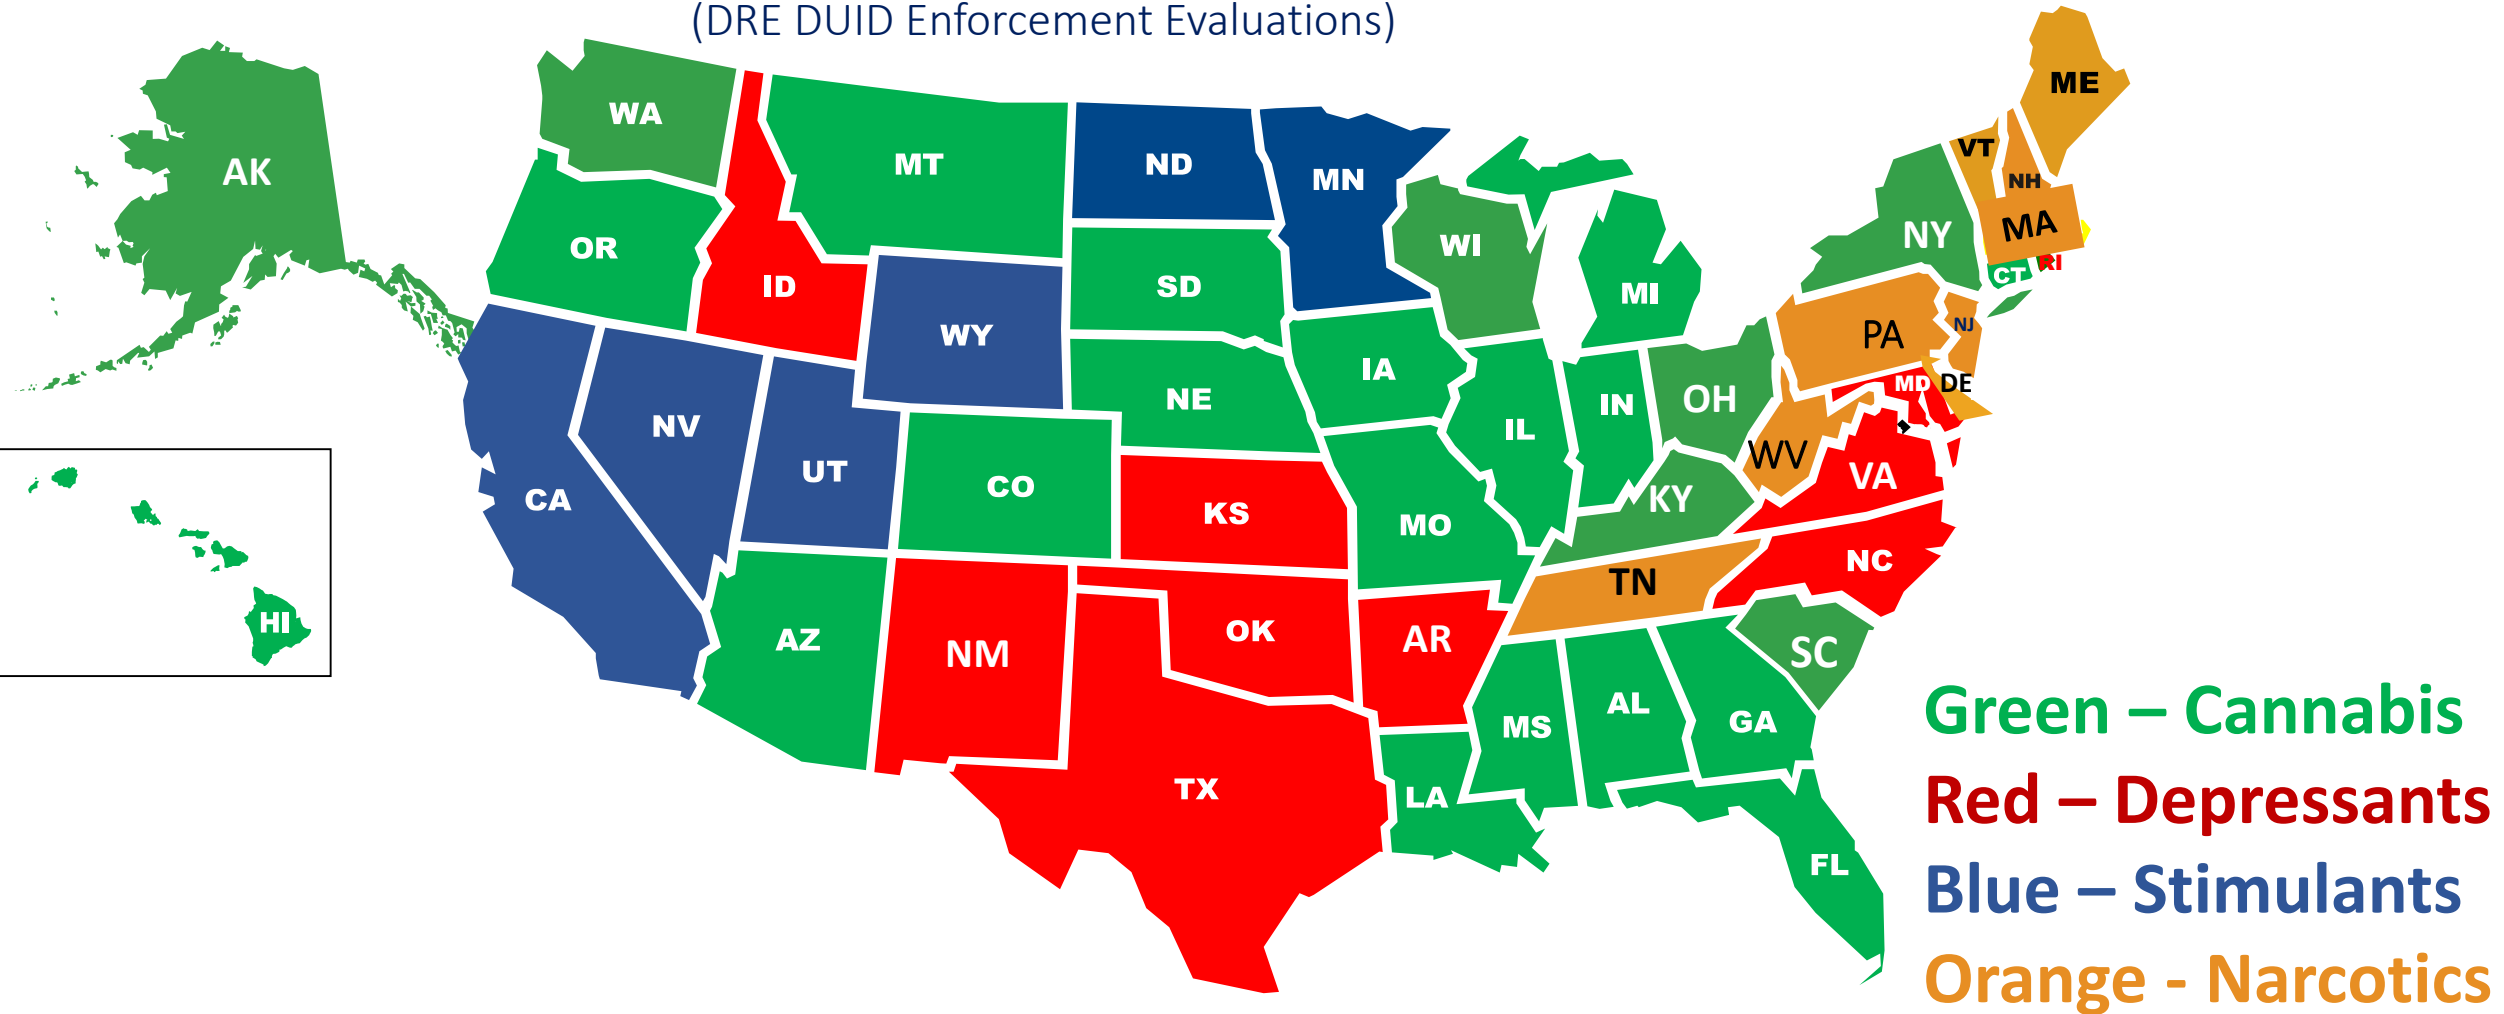 (DRE DUID Enforcement Evaluations)
ME
WA
VT
MT
ND
MN
AK
NH
MA
OR
WI
NY
RI
CT
ID
SD
MI
WY
PA
NJ
IA
MD
DE
NE
OH
IN
NV
IL
WV
UT
VA
CO
CA
KY
KS
MO
NC
TN
HI
OK
AZ
AR
NM
SC
AL
GA
MS
Green – Cannabis
TX
LA
Red – Depressants
FL
Blue – Stimulants
Orange - Narcotics